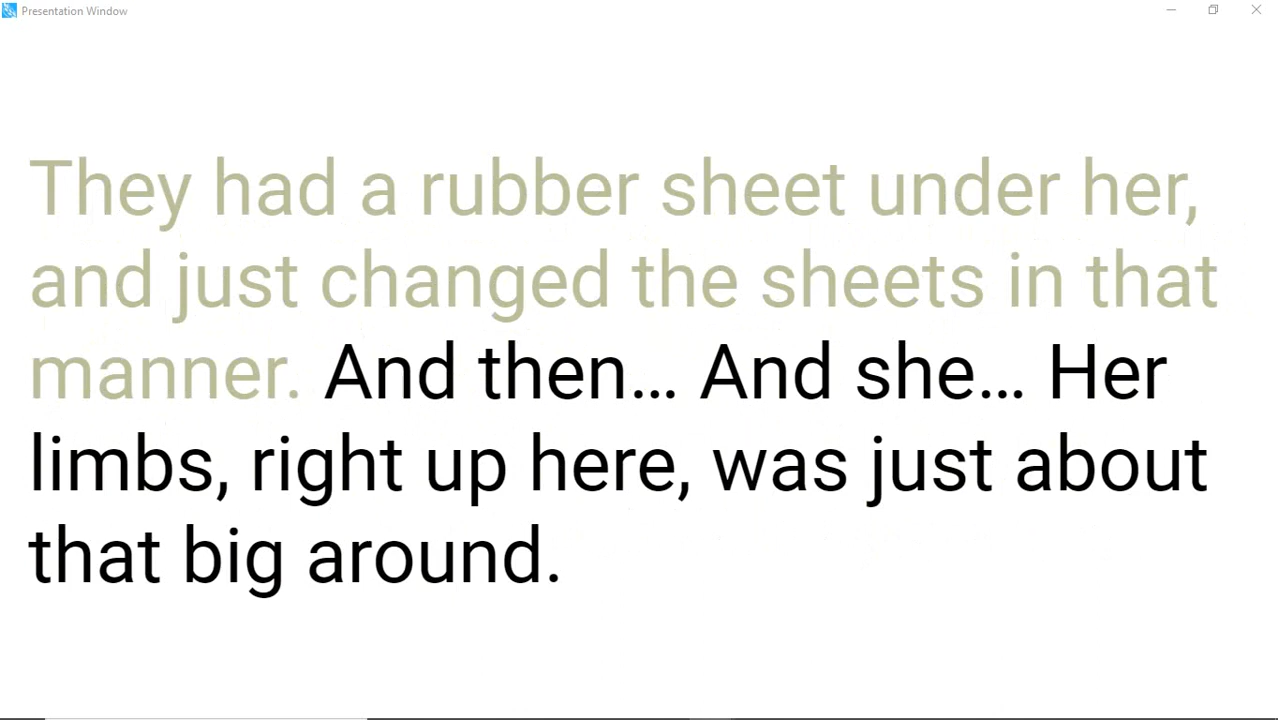 Presentation Window
They had a rubber sheet under her,
and just changed the sheets in that
manner. And then… And she… Her
limbs, right up here, was just about
that big around.